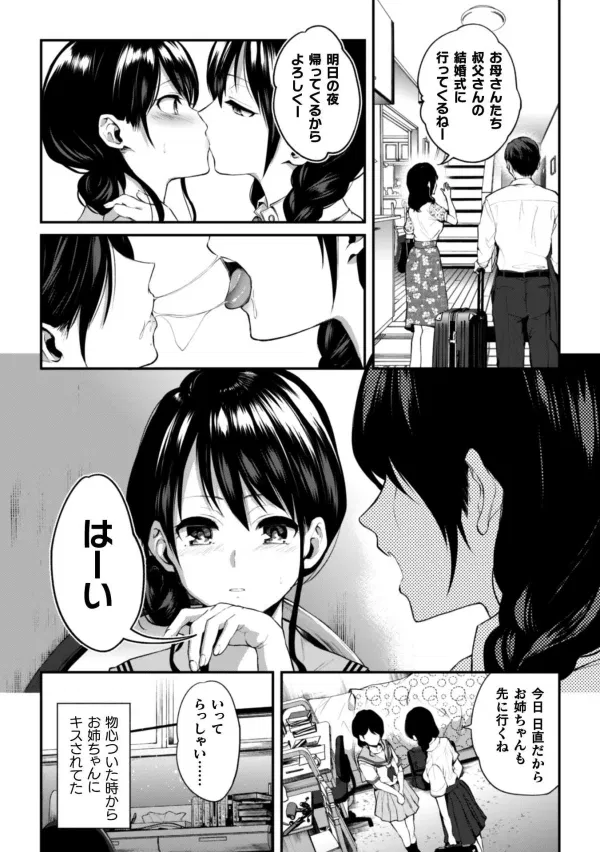 お母さんたち
叔父さんの
結婚式に
行ってくるねー
明日の夜
帰ってくるから
よろしくー
はーい
今日 日直だから
お姉ちゃんも
先に行くね
いって
らっしゃい……
物心ついた時から
お姉ちゃんに
キスされてた